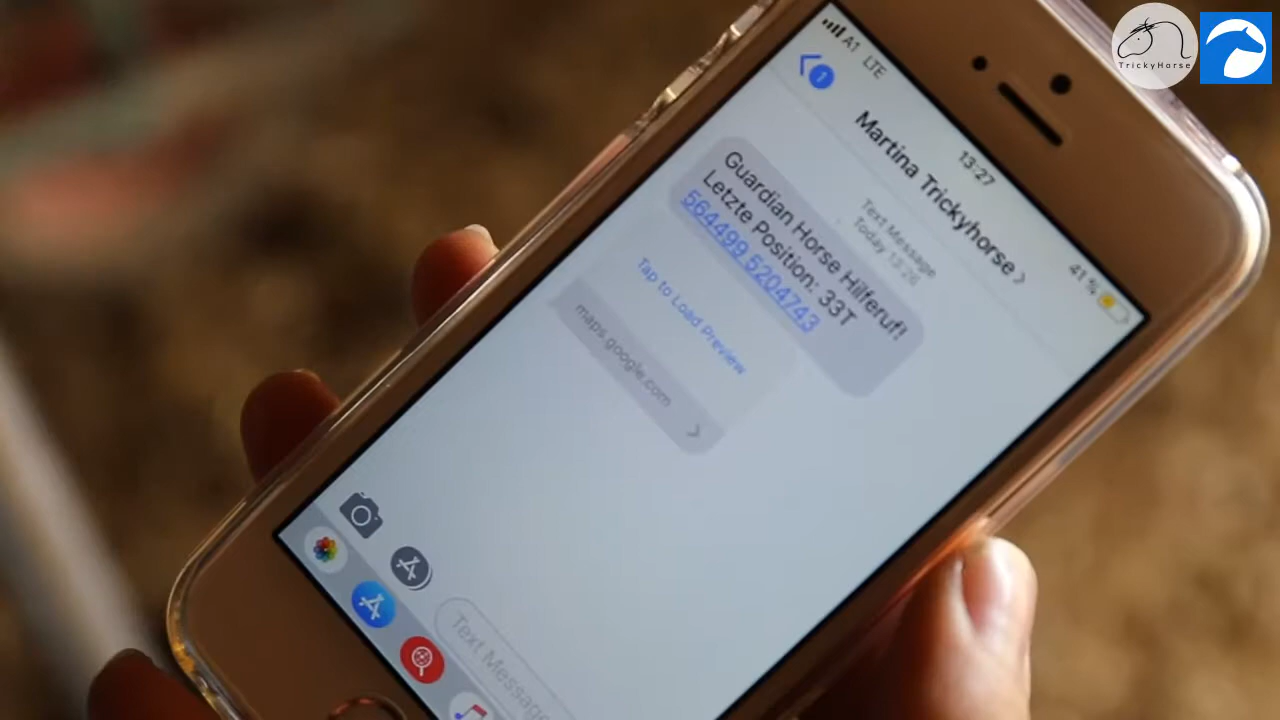 TrickyHorse
A1 LTE
13:27
41 %
1
Martina Trickyhorse
Text Message
Today 13:26
Guardian Horse Hilferuf!
Letzte Position: 33T
564499 5204743
Tap to Load Preview
maps.google.com
Text Message